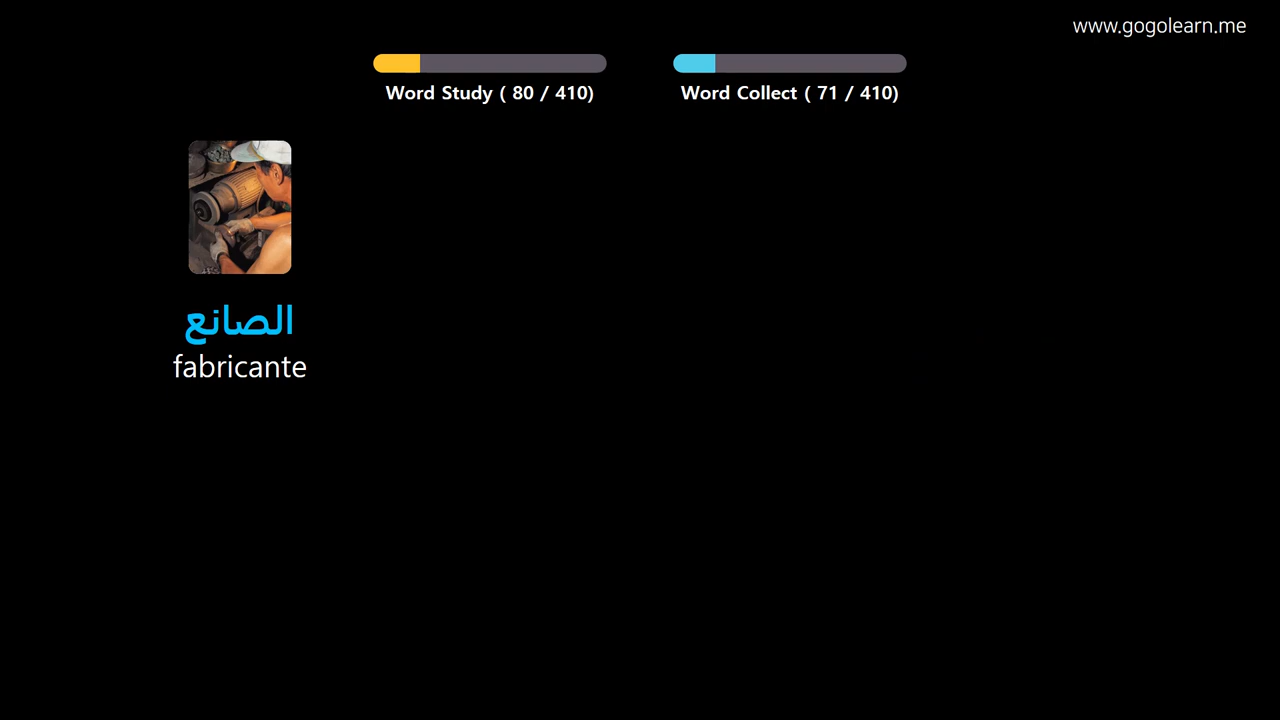 www.gogolearn.me
Word Study ( 80 / 410)
Word Collect ( 71 / 410)
الصانع
fabricante